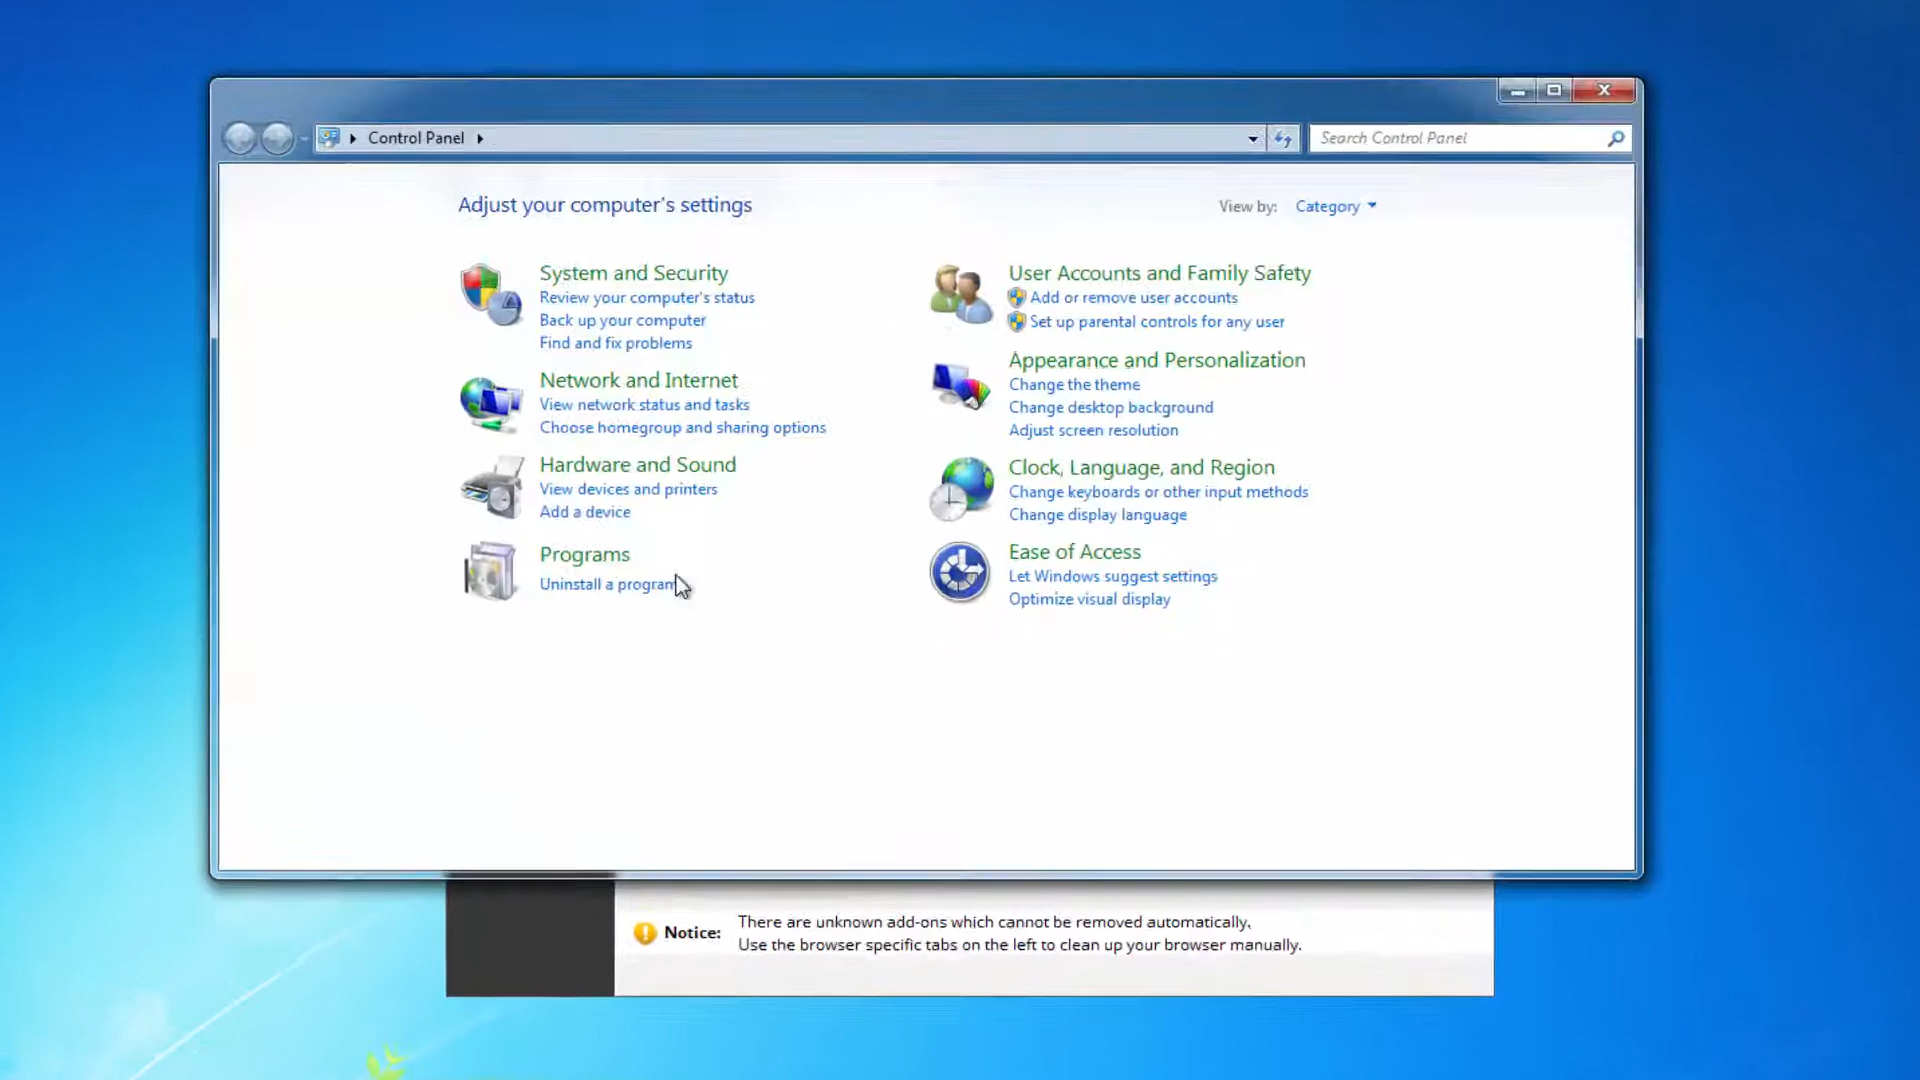 Control Panel
Search Control Panel
Adjust your computer's settings
View by: Category
System and Security
Review your computer's status
Back up your computer
Find and fix problems
Network and Internet
View network status and tasks
Choose homegroup and sharing options
Hardware and Sound
View devices and printers
Add a device
Programs
Uninstall a program
User Accounts and Family Safety
Add or remove user accounts
Set up parental controls for any user
Appearance and Personalization
Change the theme
Change desktop background
Adjust screen resolution
Clock, Language, and Region
Change keyboards or other input methods
Change display language
Ease of Access
Let Windows suggest settings
Optimize visual display
Notice: There are unknown add-ons which cannot be removed automatically.
Use the browser specific tabs on the left to clean up your browser manually.